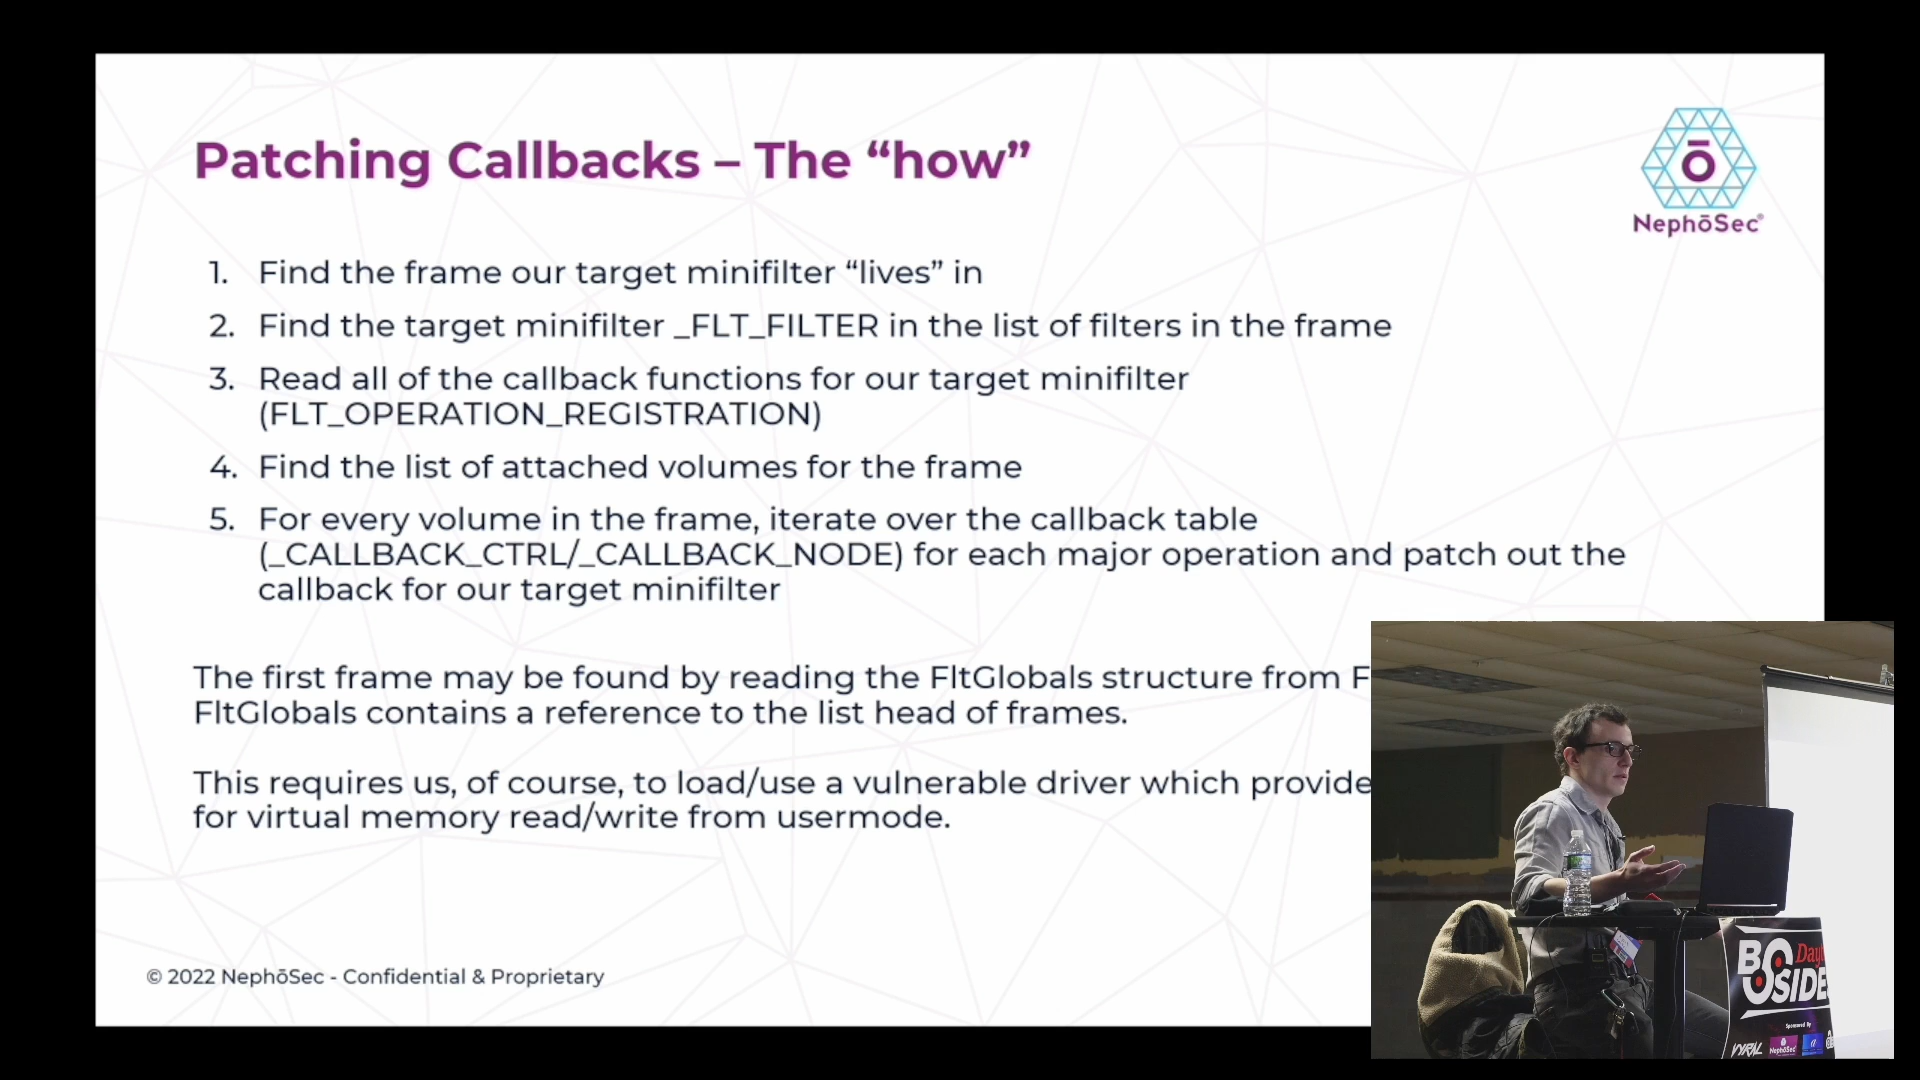 Patching Callbacks – The “how”
NephōSec®
1. Find the frame our target minifilter “lives” in
2. Find the target minifilter _FLT_FILTER in the list of filters in the frame
3. Read all of the callback functions for our target minifilter
(FLT_OPERATION_REGISTRATION)
4. Find the list of attached volumes for the frame
5. For every volume in the frame, iterate over the callback table
(_CALLBACK_CTRL/_CALLBACK_NODE) for each major operation and patch out the
callback for our target minifilter
The first frame may be found by reading the FltGlobals structure from F
FltGlobals contains a reference to the list head of frames.
This requires us, of course, to load/use a vulnerable driver which provide
for virtual memory read/write from usermode.
© 2022 NephōSec - Confidential & Proprietary
B Day
SIDE
Sponsored By
VYRAL NephōSec